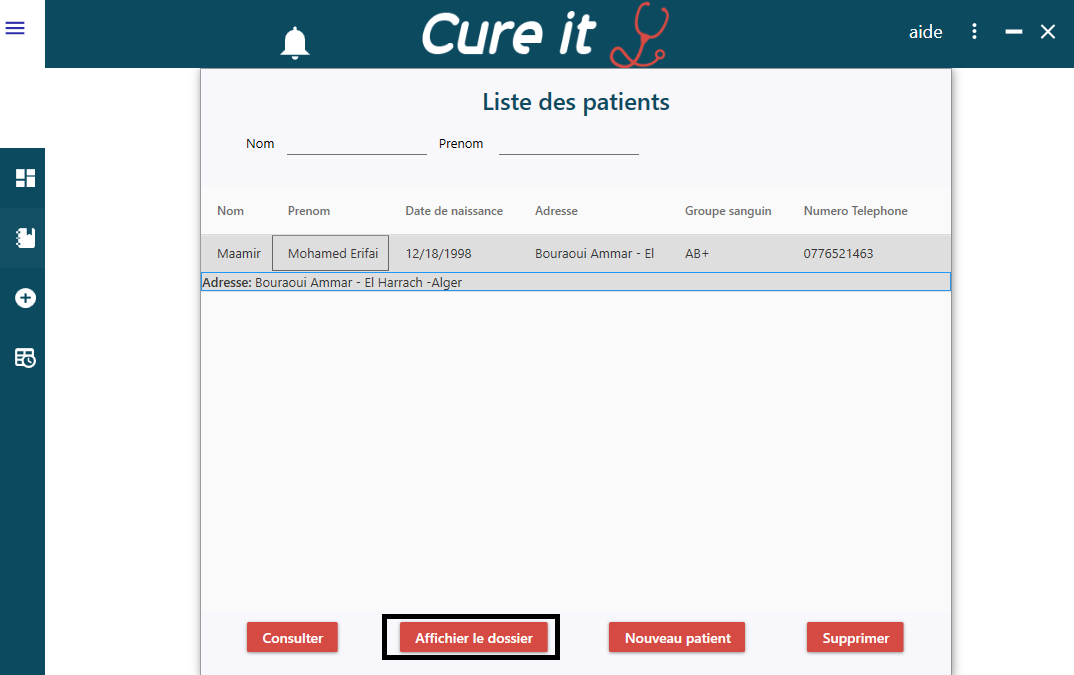 Cure it
aide
Liste des patients
Nom Prenom
Nom Prenom Date de naissance Adresse Groupe sanguin Numero Telephone
Maamir Mohamed Erifai 12/18/1998 Bouraoui Ammar - El AB+ 0776521463
Adresse: Bouraoui Ammar - El Harrach -Alger
Consulter Affichier le dossier Nouveau patient Supprimer